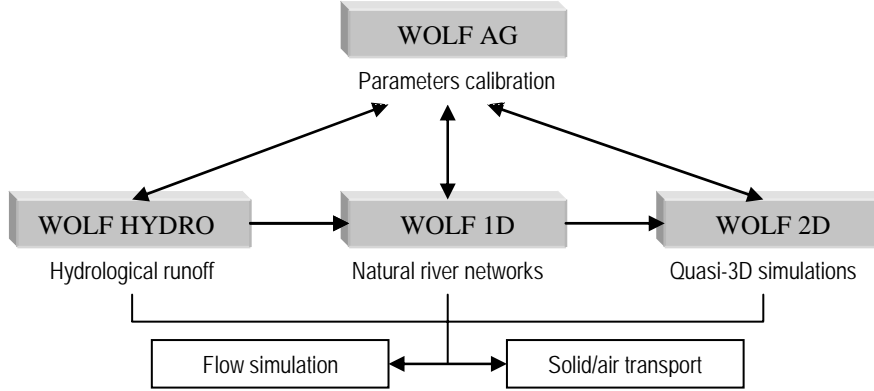 WOLF AG
Parameters calibration
WOLF HYDRO
WOLF 1D
WOLF 2D
Hydrological runoff
Natural river networks
Quasi-3D simulations
Flow simulation
Solid/air transport